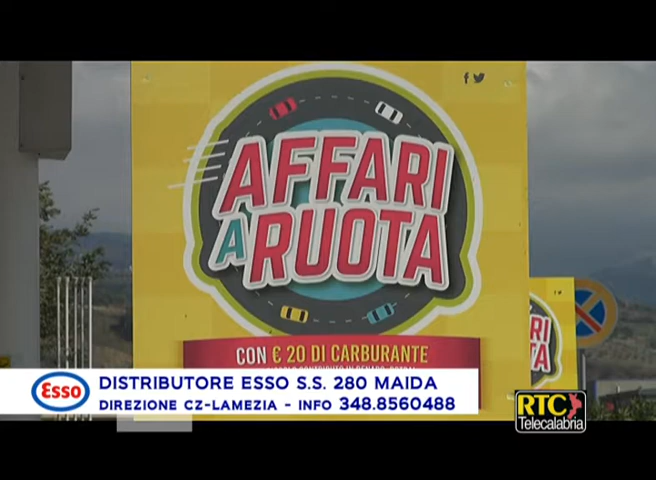 AFFARI
A RUOTA
CON € 20 DI CARBURANTE
RUOTA
Esso
DISTRIBUTORE ESSO S.S. 280 MAIDA
DIREZIONE CZ-LAMEZIA - INFO 348.8560488
RTC
Telecalabria